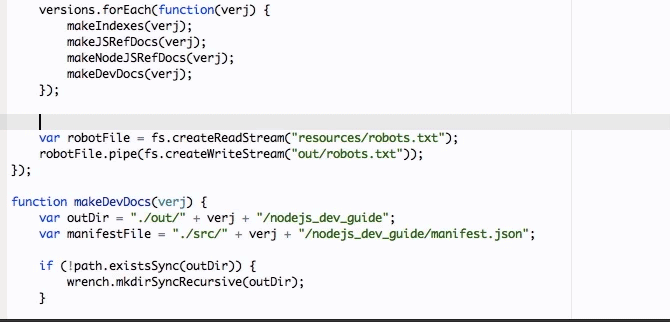 versions.forEach(function(verj) {
makeIndexes(verj);
makeJSRefDocs(verj);
makeNodeJSRefDocs(verj);
makeDevDocs(verj);
});
var robotFile = fs.createReadStream("resources/robots.txt");
robotFile.pipe(fs.createWriteStream("out/robots.txt"));
});
function makeDevDocs(verj) {
var outDir = "./out/" + verj + "/nodejs_dev_guide";
var manifestFile = "./src/" + verj + "/nodejs_dev_guide/manifest.json";
if (!path.existsSync(outDir)) {
wrench.mkdirSyncRecursive(outDir);
}